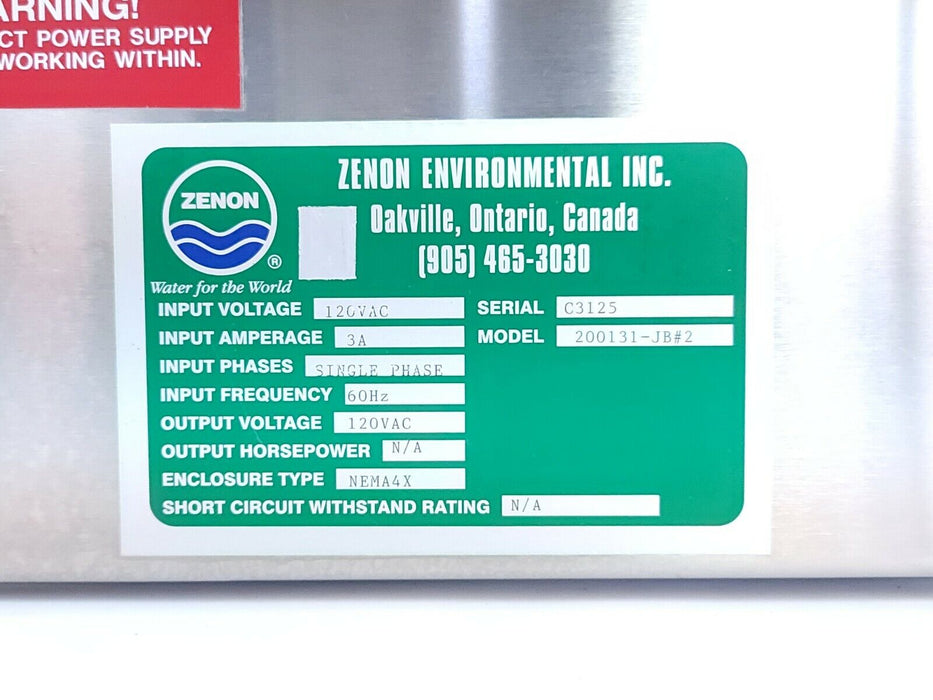 ARNING!
CT POWER SUPPLY
WORKING WITHIN.
ZENON ENVIRONMENTAL INC.
Oakville, Ontario, Canada
(905) 465-3030
ZENON
®
Water for the World
INPUT VOLTAGE 120VAC
SERIAL C3125
INPUT AMPERAGE 3A
MODEL 200131-JB#2
INPUT PHASES SINGLE PHASE
INPUT FREQUENCY 60Hz
OUTPUT VOLTAGE 120VAC
OUTPUT HORSEPOWER N/A
ENCLOSURE TYPE NEMA4X
SHORT CIRCUIT WITHSTAND RATING N/A